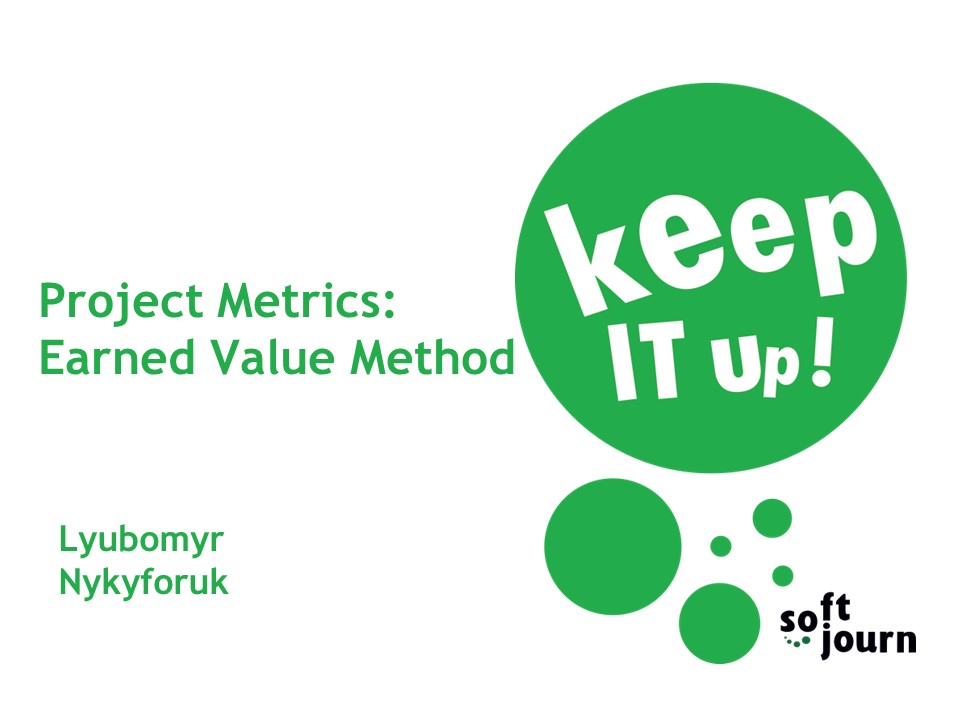 Project Metrics:
Earned Value Method
keep
IT up!
Lyubomyr
Nykyforuk
soft
journ